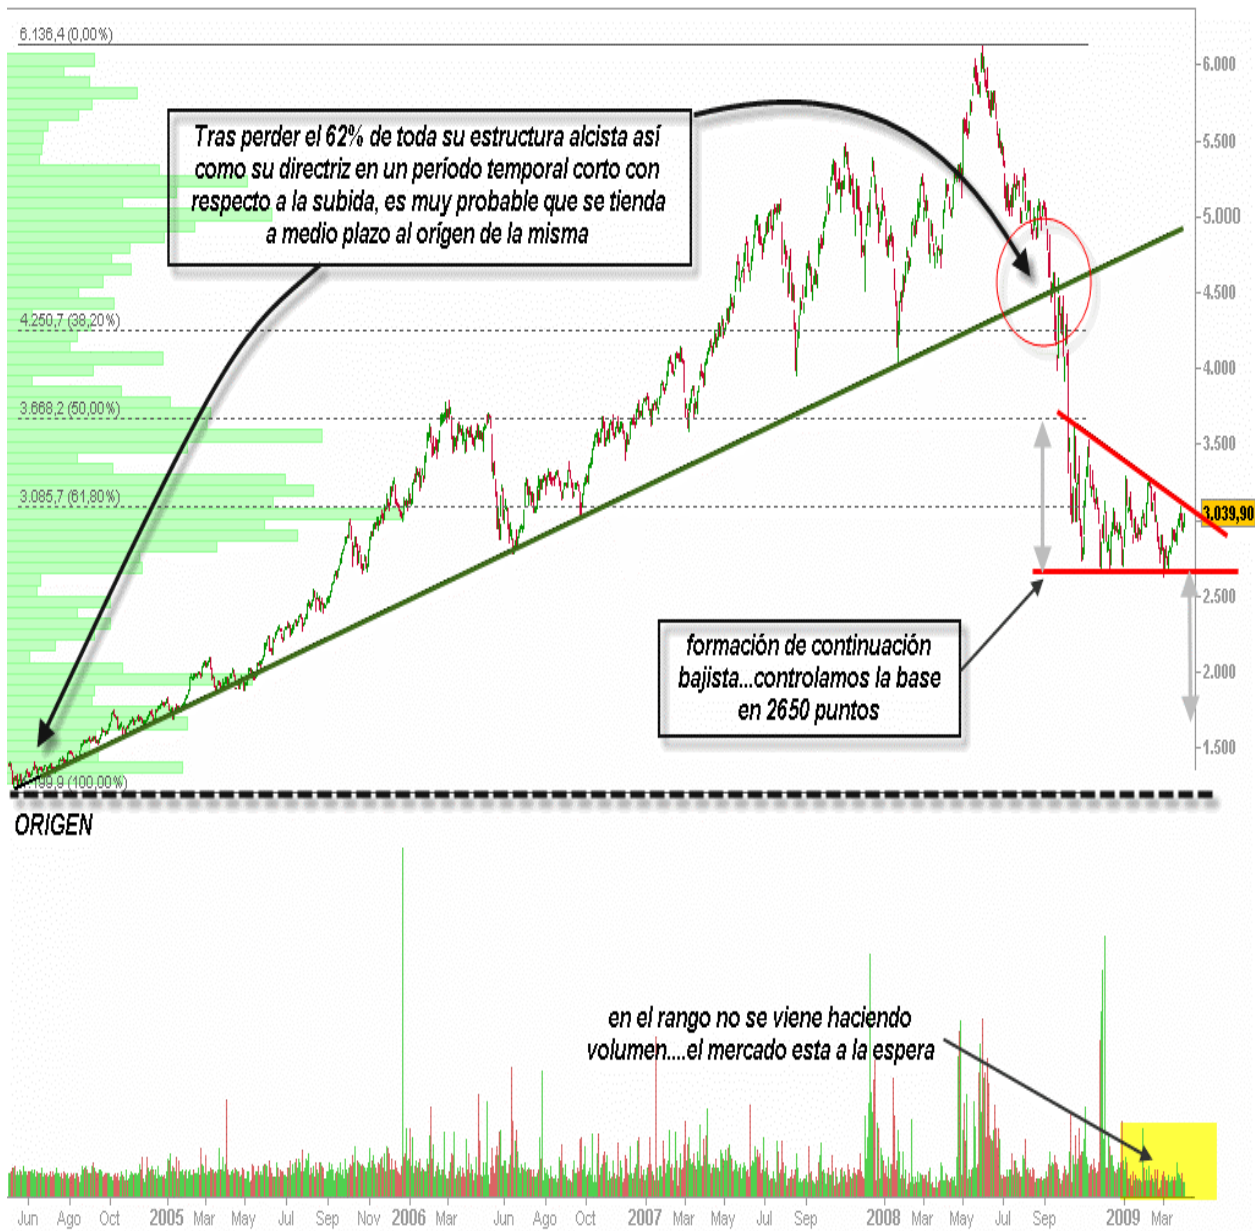 6.136,4 (0,00%)
6.000
Tras perder el 62% de toda su estructura alcista así
como su directriz en un período temporal corto con
respecto a la subida, es muy probable que se tienda
a medio plazo al orígen de la misma
5.500
5.000
4.500
4.250,7 (38,20%)
4.000
3.668,2 (50,00%)
3.500
3.085,7 (61,80%)
3.039,90
2.500
formación de continuación
bajista...controlamos la base
en 2650 puntos
2.000
1.500
(100,00%)
ORIGEN
en el rango no se viene haciendo
volumen....el mercado esta a la espera
Jun Ago Oct 2005 Mar May Jul Sep Nov 2006 Jun Ago Oct 2007 Mar May Jul Sep 2008 Mar May Jul Sep 2009 Mar